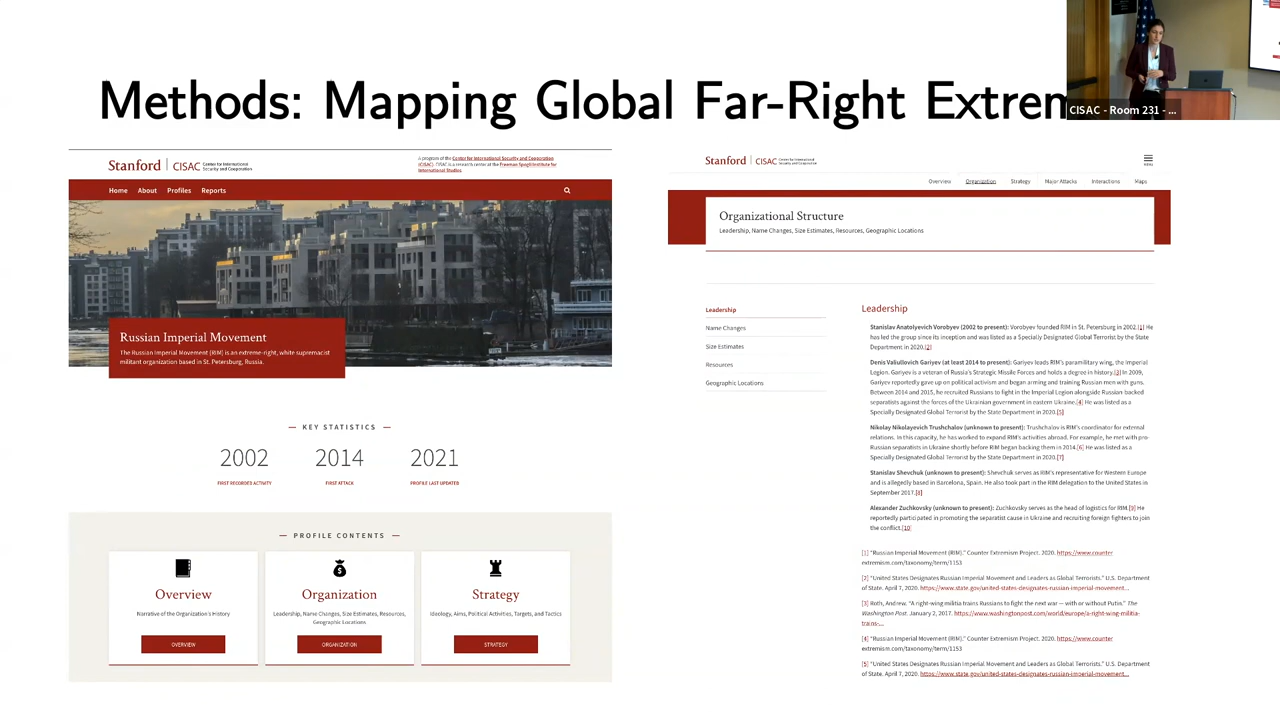 Methods: Mapping Global Far-Right Extrem
CISAC - Room 231 - ...
Stanford | CISAC Center for International
Security and Cooperation
A program of the Center for International Security and Cooperation
(CISAC). CISAC is a research center at the Freeman Spogli Institute for
International Studies.
Home About Profiles Reports
Russian Imperial Movement
The Russian Imperial Movement (RIM) is an extreme-right, white supremacist
militant organization based in St. Petersburg, Russia.
KEY STATISTICS
2002 2014 2021
FIRST RECORDED ACTIVITY FIRST ATTACK PROFILE LAST UPDATED
PROFILE CONTENTS
Overview
Narrative of the Organization's History
OVERVIEW
Organization
Leadership, Name Changes, Size Estimates, Resources,
Geographic Locations
ORGANIZATION
Strategy
Ideology, Aims, Political Activities, Targets, and Tactics
STRATEGY
Stanford | CISAC Center for International
Security and Cooperation
MENU
Overview Organization Strategy Major Attacks Interactions Maps
Organizational Structure
Leadership, Name Changes, Size Estimates, Resources, Geographic Locations
Leadership
Name Changes
Size Estimates
Resources
Geographic Locations
Leadership
Stanislav Anatolyevich Vorobyev (2002 to present): Vorobyev founded RIM in St. Petersburg in 2002.[1] He
has led the group since its inception and was listed as a Specially Designated Global Terrorist by the State
Department in 2020.[2]
Denis Valiullovich Gariyev (at least 2014 to present): Gariyev leads RIM's paramilitary wing, the Imperial
Legion. Gariyev is a veteran of Russia's Strategic Missile Forces and holds a degree in history.[3] In 2009,
Gariyev reportedly gave up on political activism and began arming and training Russian men with guns.
Between 2014 and 2015, he recruited Russians to fight in the Imperial Legion alongside Russian-backed
separatists against the forces of the Ukrainian government in eastern Ukraine.[4] He was listed as a
Specially Designated Global Terrorist by the State Department in 2020.[5]
Nikolay Nikolayevich Trushchalov (unknown to present): Trushchalov is RIM's coordinator for external
relations. In this capacity, he has worked to expand RIM's activities abroad. For example, he met with pro-
Russian separatists in Ukraine shortly before RIM began backing them in 2014.[6] He was listed as a
Specially Designated Global Terrorist by the State Department in 2020.[7]
Stanislav Shevchuk (unknown to present): Shevchuk serves as RIM's representative for Western Europe
and is allegedly based in Barcelona, Spain. He also took part in the RIM delegation to the United States in
September 2017.[8]
Alexander Zuchkovsky (unknown to present): Zuchkovsky serves as the head of logistics for RIM.[9] He
reportedly participated in promoting the separatist cause in Ukraine and recruiting foreign fighters to join
the conflict.[10]
[1] "Russian Imperial Movement (RIM)." Counter Extremism Project. 2020. https://www.counter
extremism.com/taxonomy/term/1153
[2] "United States Designates Russian Imperial Movement and Leaders as Global Terrorists." U.S. Department
of State. April 7, 2020. https://www.state.gov/united-states-designates-russian-imperial-movement...
[3] Roth, Andrew. "A right-wing militia trains Russians to fight the next war — with or without Putin." The
Washington Post. January 2, 2017. https://www.washingtonpost.com/world/europe/a-right-wing-militia-
trains-...
[4] "Russian Imperial Movement (RIM)." Counter Extremism Project. 2020. https://www.counter
extremism.com/taxonomy/term/1153
[5] "United States Designates Russian Imperial Movement and Leaders as Global Terrorists." U.S. Department
of State. April 7, 2020. https://www.state.gov/united-states-designates-russian-imperial-movement...